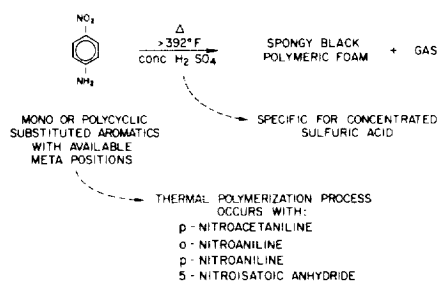 NO₂
NH₂
Δ
>392°F
CONC H₂ SO₄
SPONGY BLACK
POLYMERIC FOAM
+ GAS
MONO OR POLYCYCLIC
SUBSTITUTED AROMATICS
WITH AVAILABLE
META POSITIONS
SPECIFIC FOR CONCENTRATED
SULFURIC ACID
THERMAL POLYMERIZATION PROCESS
OCCURS WITH:
p - NITROACETANILINE
o - NITROANILINE
p - NITROANILINE
5 - NITROISATOIC ANHYDRIDE